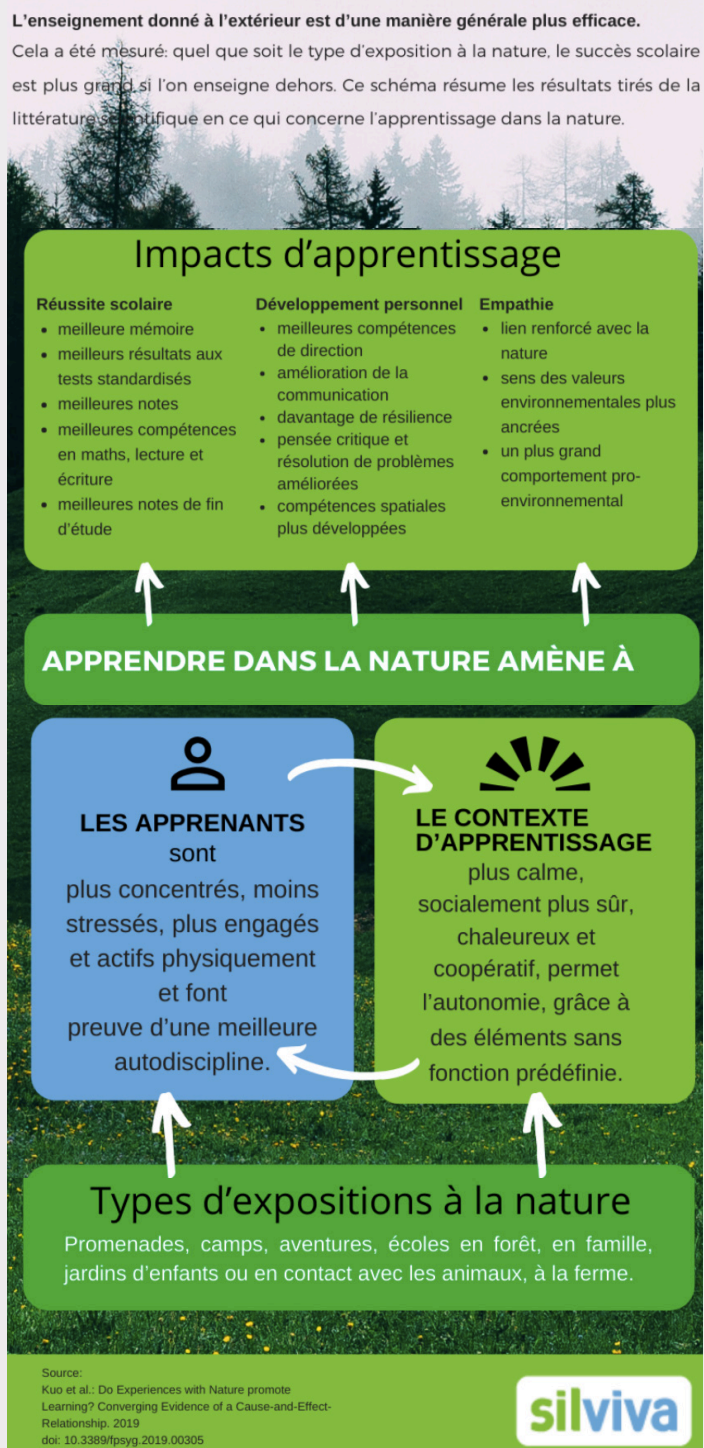 L'enseignement donné à l'extérieur est d'une manière générale plus efficace.
Cela a été mesuré: quel que soit le type d'exposition à la nature, le succès scolaire
est plus grand si l'on enseigne dehors. Ce schéma résume les résultats tirés de la
littérature scientifique en ce qui concerne l'apprentissage dans la nature.
Impacts d'apprentissage
Réussite scolaire
• meilleure mémoire
• meilleurs résultats aux
tests standardisés
• meilleures notes
• meilleures compétences
en maths, lecture et
écriture
• meilleures notes de fin
d'étude
Développement personnel
• meilleures compétences
de direction
• amélioration de la
communication
• davantage de résilience
• pensée critique et
résolution de problèmes
améliorées
• compétences spatiales
plus développées
Empathie
• lien renforcé avec la
nature
• sens des valeurs
environnementales plus
ancrées
• un plus grand
comportement pro-
environnemental
APPRENDRE DANS LA NATURE AMÈNE À
LES APPRENANTS
sont
plus concentrés, moins
stressés, plus engagés
et actifs physiquement
et font
preuve d'une meilleure
autodiscipline.
LE CONTEXTE
D'APPRENTISSAGE
plus calme,
socialement plus sûr,
chaleureux et
coopératif, permet
l'autonomie, grâce à
des éléments sans
fonction prédéfinie.
Types d'expositions à la nature
Promenades, camps, aventures, écoles en forêt, en famille,
jardins d'enfants ou en contact avec les animaux, à la ferme.
Source:
Kuo et al.: Do Experiences with Nature promote
Learning? Converging Evidence of a Cause-and-Effect-
Relationship. 2019
doi: 10.3389/fpsyg.2019.00305
silviva